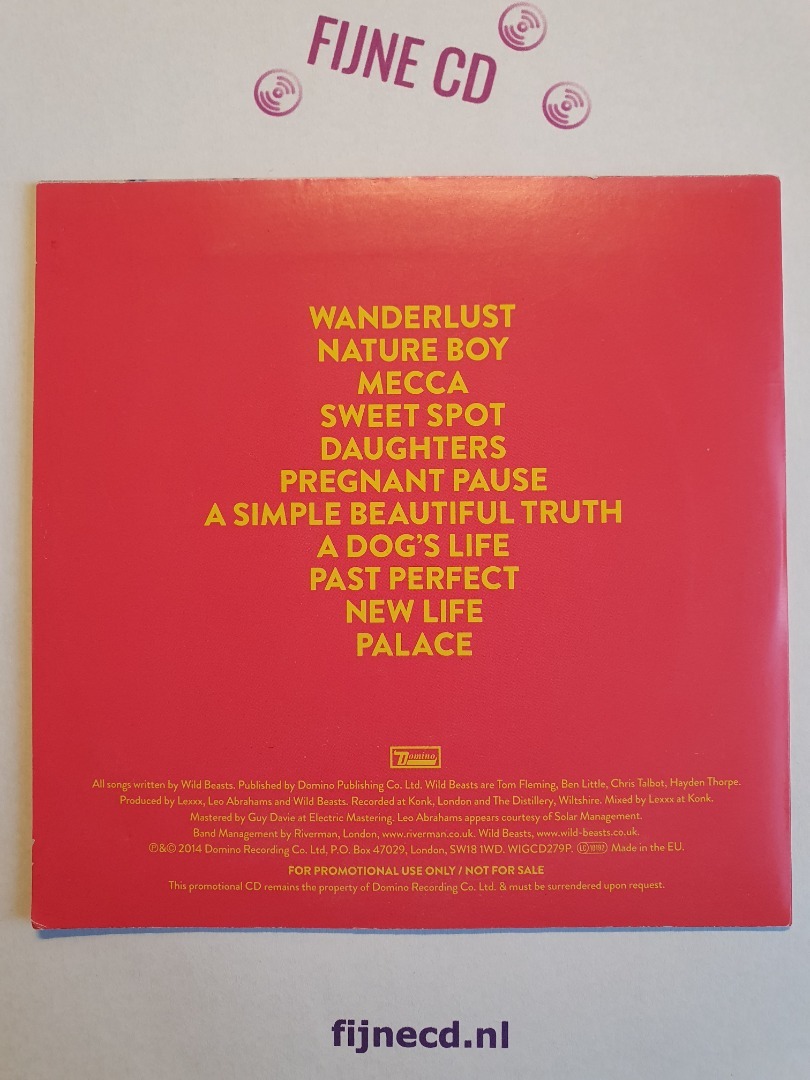 FIJNE CD
WANDERLUST
NATURE BOY
MECCA
SWEET SPOT
DAUGHTERS
PREGNANT PAUSE
A SIMPLE BEAUTIFUL TRUTH
A DOG'S LIFE
PAST PERFECT
NEW LIFE
PALACE
Domino
All songs written by Wild Beasts. Published by Domino Publishing Co. Ltd. Wild Beasts are Tom Fleming, Ben Little, Chris Talbot, Hayden Thorpe.
Produced by Lexxx, Leo Abrahams and Wild Beasts. Recorded at Konk, London and The Distillery, Wiltshire. Mixed by Lexxx at Konk.
Mastered by Guy Davie at Electric Mastering. Leo Abrahams appears courtesy of Solar Management.
Band Management by Riverman, London, www.riverman.co.uk. Wild Beasts, www.wild-beasts.co.uk.
℗&© 2014 Domino Recording Co. Ltd, P.O. Box 47029, London, SW18 1WD. WIGCD279P. LC 18192 Made in the EU.
FOR PROMOTIONAL USE ONLY / NOT FOR SALE
This promotional CD remains the property of Domino Recording Co. Ltd. & must be surrendered upon request.
fijnecd.nl